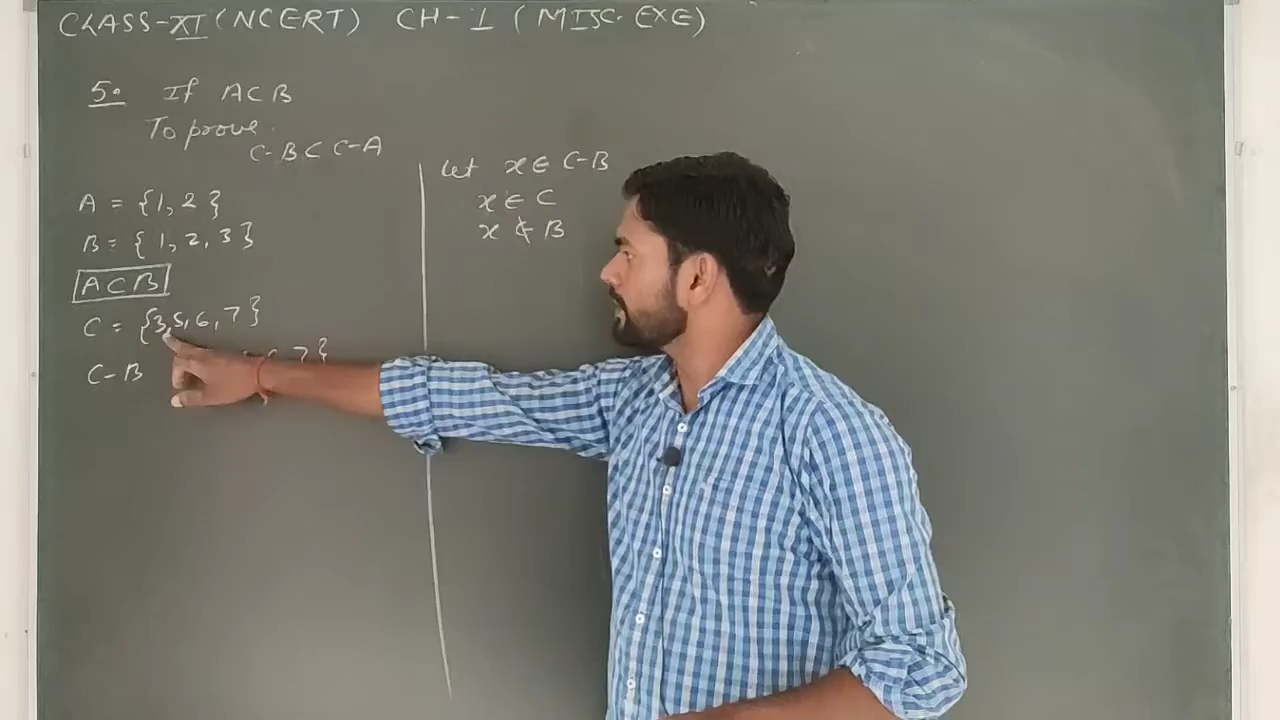 CLASS-XI (NCERT) CH-1 (MISC. EXE)
5. If A⊂B
To prove.
C-B⊂C-A
A = {1, 2}
B = {1, 2, 3}
A⊂B
C = {3,5,6,7}
C-B 7}
Let x ∈ C-B
x ∈ C
x ∉ B